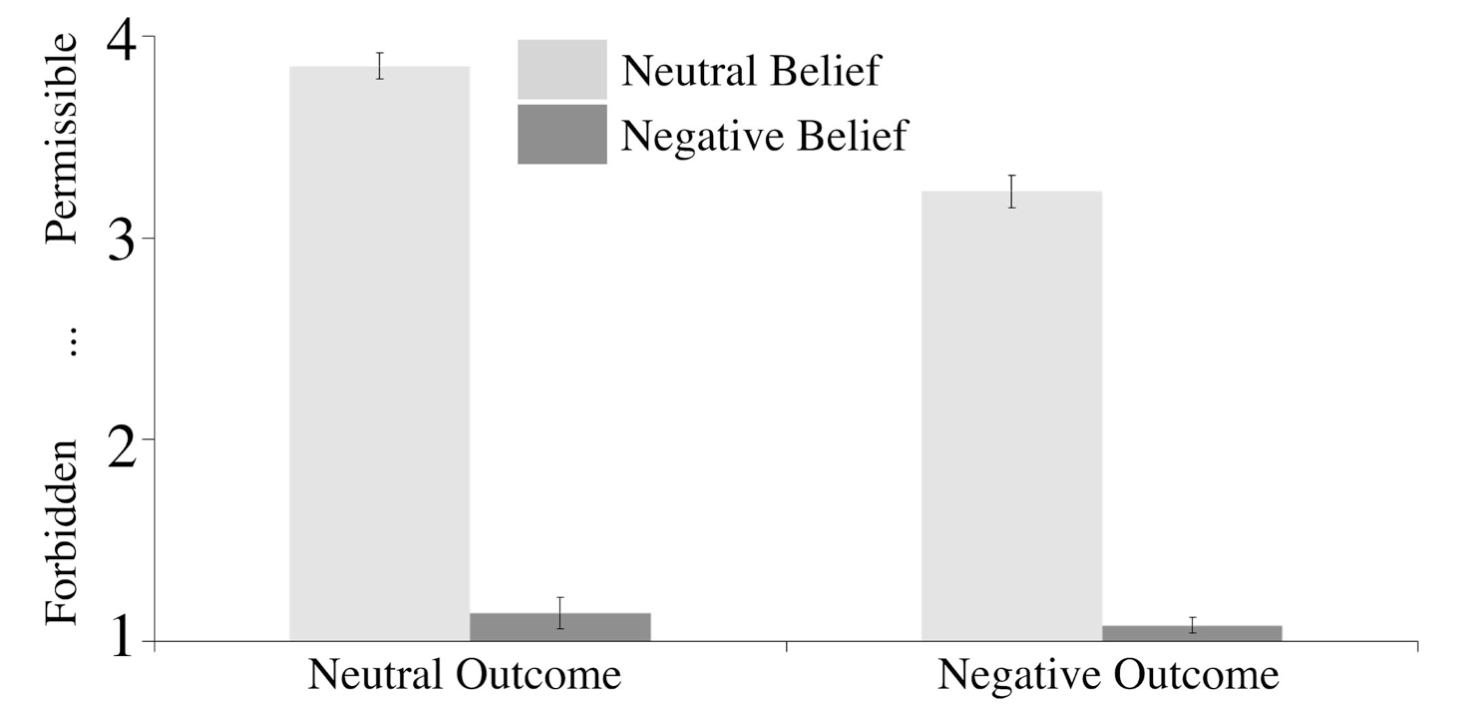 Permissible
...
Forbidden
4
3
2
1
Neutral Belief
Negative Belief
Neutral Outcome
Negative Outcome